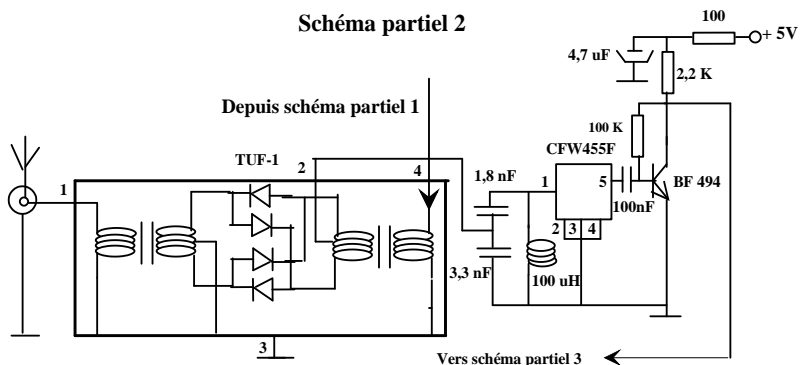 Schéma partiel 2
100
+ 5V
4,7 uF
2,2 K
Depuis schéma partiel 1
100 K
CFW455F
TUF-1
2
4
1
1,8 nF
1
5
BF 494
100nF
2
3
4
3,3 nF
100 uH
3
Vers schéma partiel 3